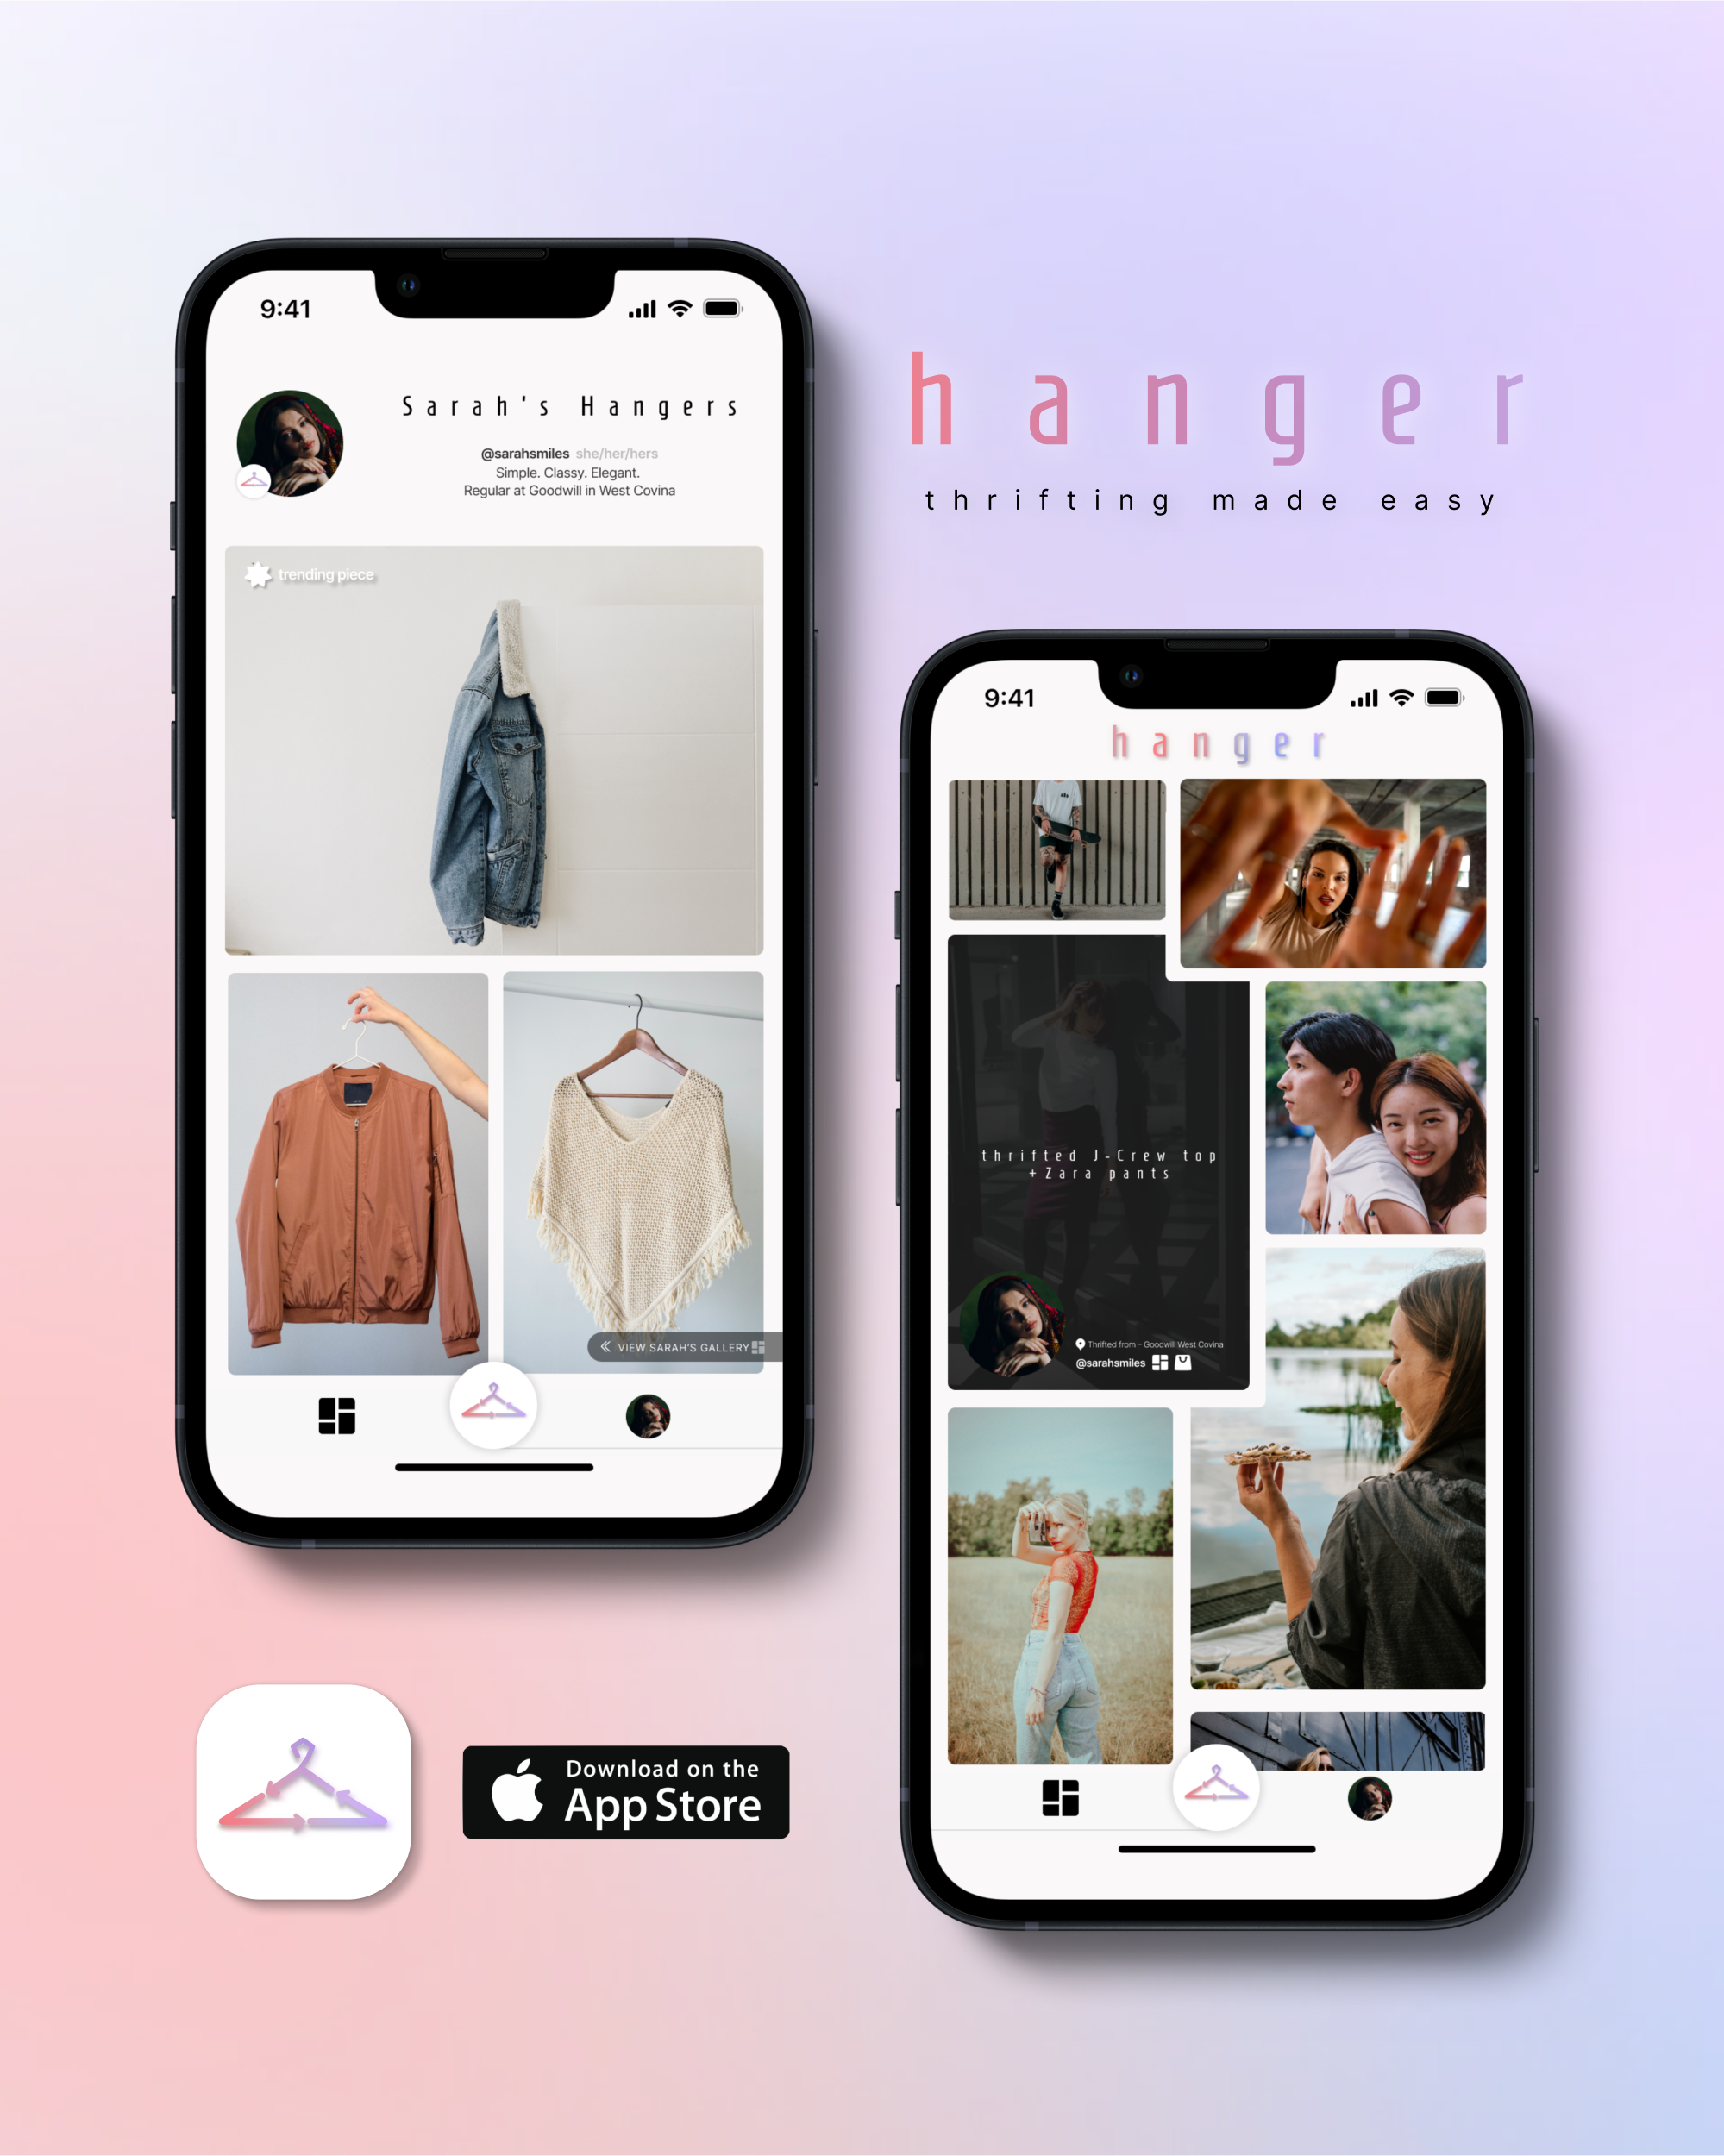 9:41
Sarah's Hangers
@sarahsmiles she/her/hers
Simple. Classy. Elegant.
Regular at Goodwill in West Covina
trending piece
VIEW SARAH'S GALLERY
hanger
thrifting made easy
9:41
hanger
thrifted J-Crew top
+Zara pants
Thrifted from – Goodwill West Covina
@sarahsmiles
Download on the
App Store